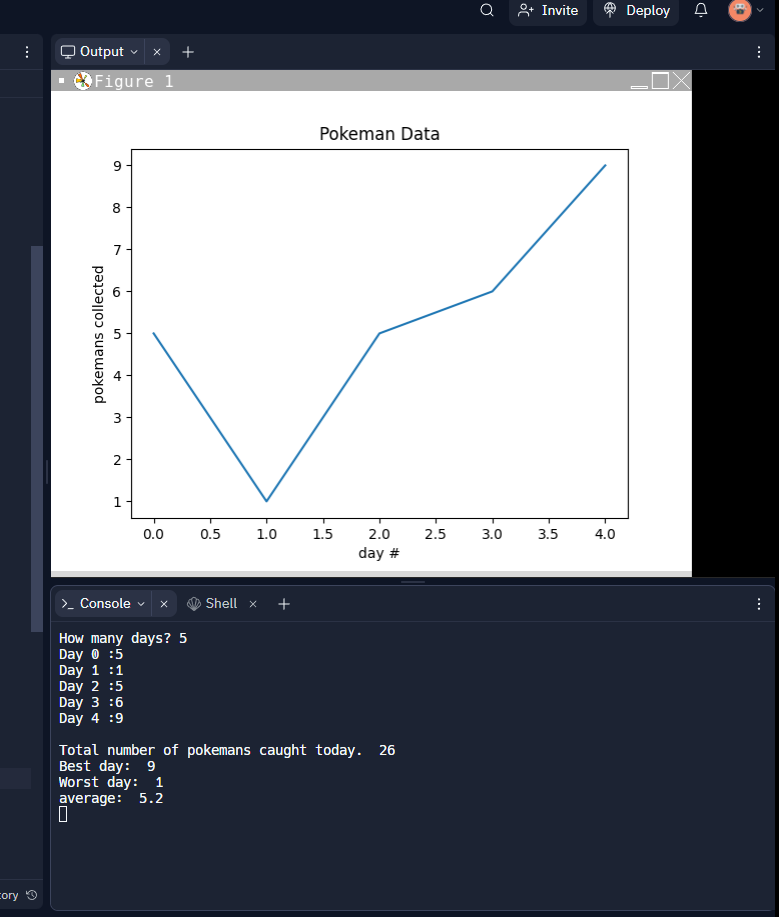 Invite Deploy
Output
Figure 1
Pokeman Data
pokemans collected
9
8
7
6
5
4
3
2
1
0.0 0.5 1.0 1.5 2.0 2.5 3.0 3.5 4.0
day #
>_ Console Shell
How many days? 5
Day 0 :5
Day 1 :1
Day 2 :5
Day 3 :6
Day 4 :9
Total number of pokemans caught today.  26
Best day:  9
Worst day:  1
average:  5.2
ory